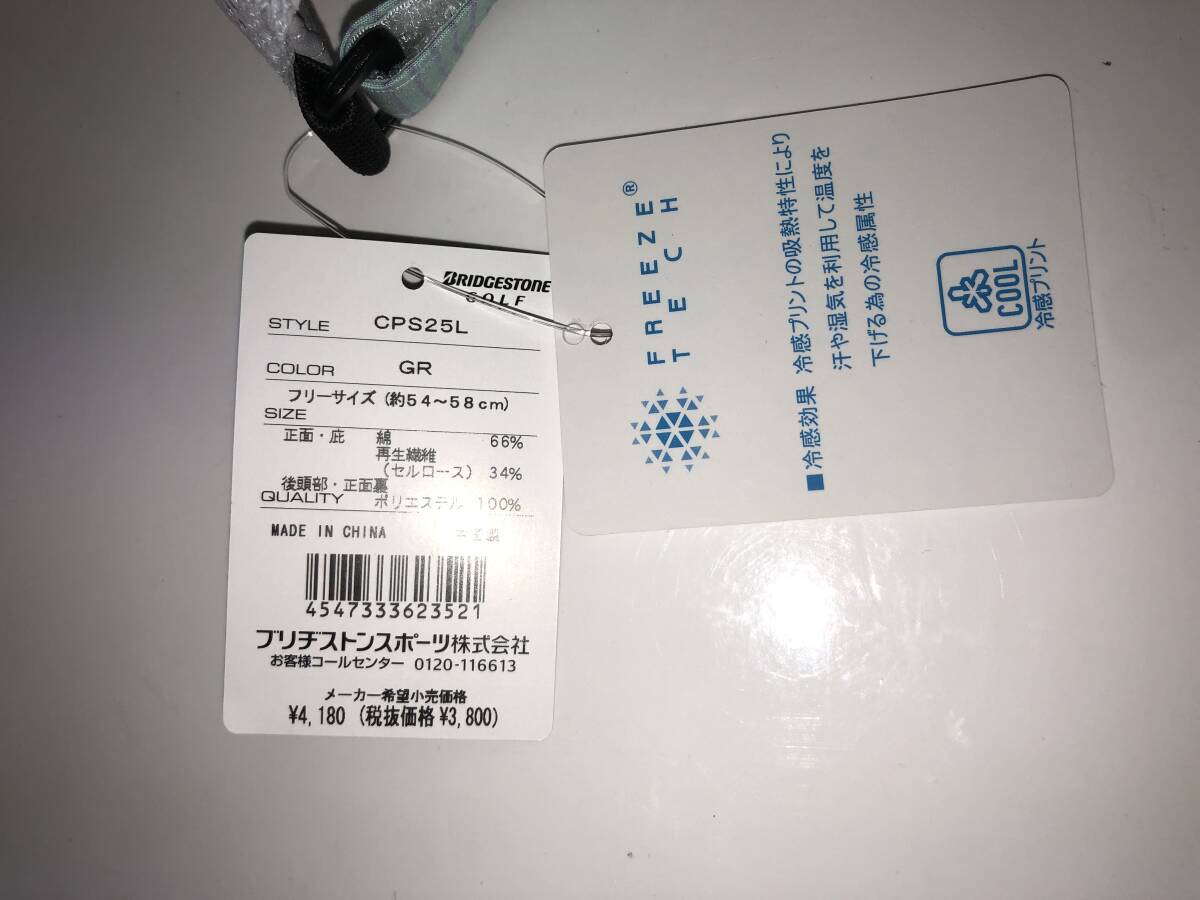 BRIDGESTONE
GOLF
STYLE CPS25L
COLOR GR
フリーサイズ (約54～58cm)
SIZE
正面・庇 綿 66%
再生繊維
(セルロース) 34%
後頭部・正面裏
QUALITY ポリエステル 100%
MADE IN CHINA
4547333623521
ブリヂストンスポーツ株式会社
お客様コールセンター 0120-116613
メーカー希望小売価格
¥4,180 (税抜価格 ¥3,800)
FREEZE®
TECH
■冷感効果 冷感プリントの吸熱特性により
汗や湿気を利用して温度を
下げる為の冷感属性
COOL
冷感プリント